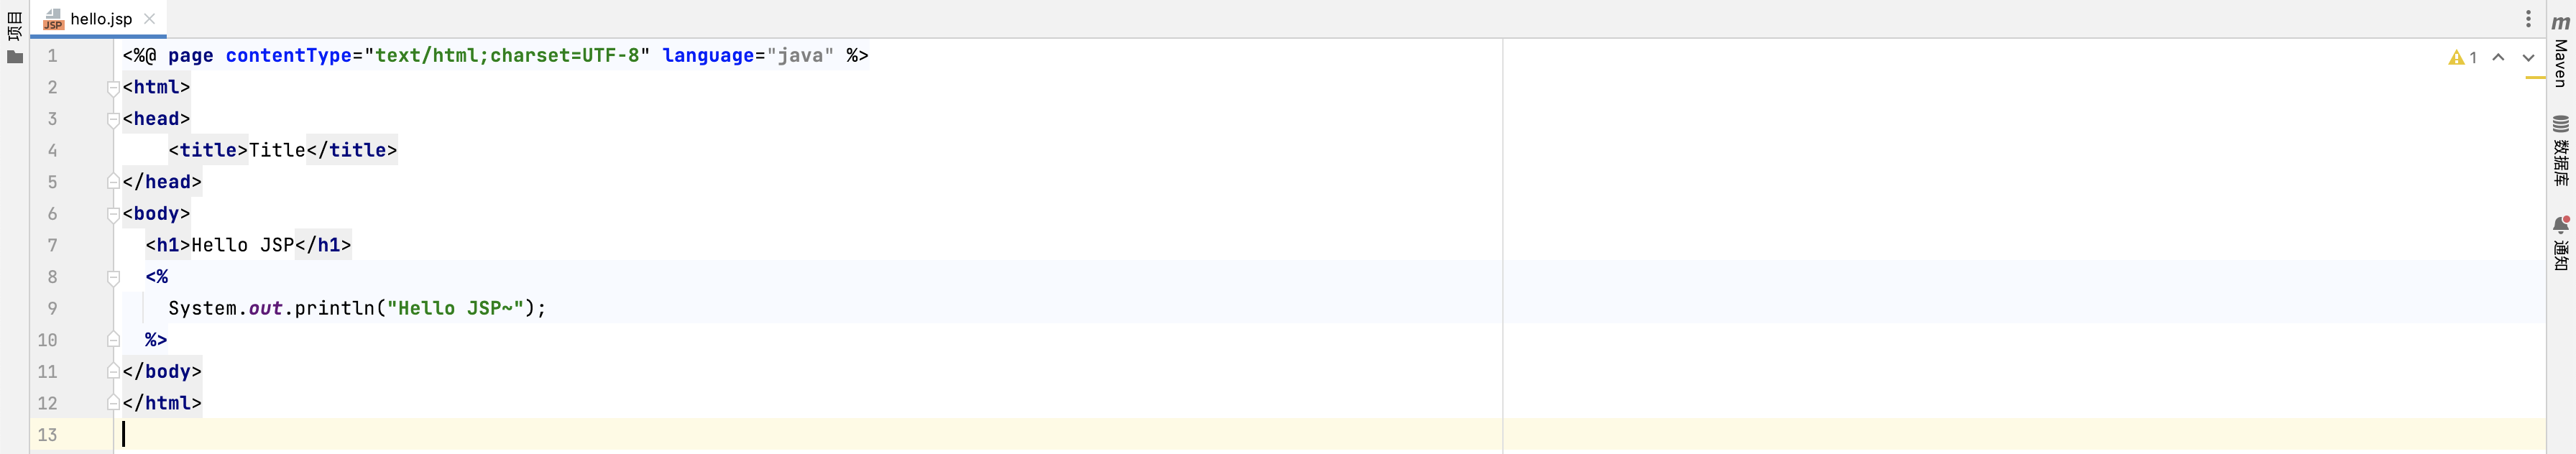 项目
JSP hello.jsp
1 <%@ page contentType="text/html;charset=UTF-8" language="java" %>
2 <html>
3 <head>
4     <title>Title</title>
5 </head>
6 <body>
7   <h1>Hello JSP</h1>
8   <%
9     System.out.println("Hello JSP~");
10   %>
11 </body>
12 </html>
13
1
m Maven
数据库
通知